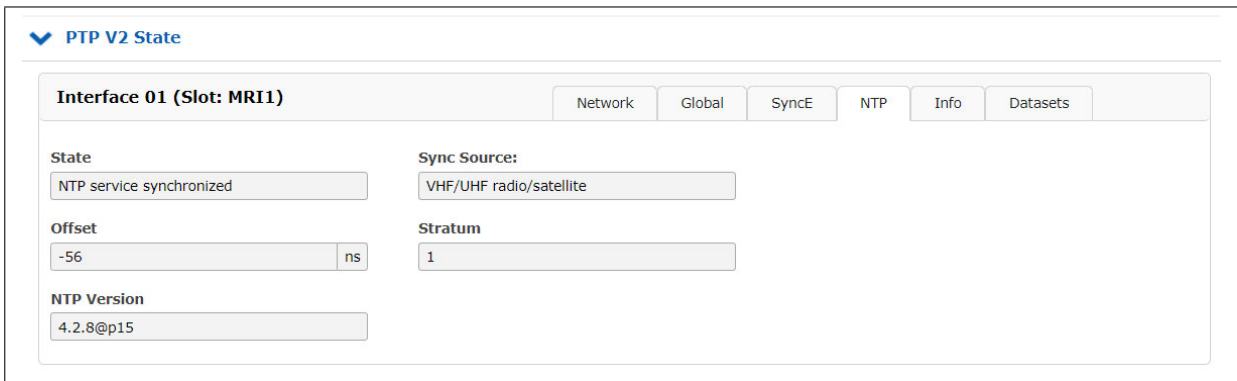 PTP V2 State
Interface 01 (Slot: MRI1) Network Global SyncE NTP Info Datasets
State Sync Source:
NTP service synchronized VHF/UHF radio/satellite
Offset Stratum
-56 ns 1
NTP Version
4.2.8@p15